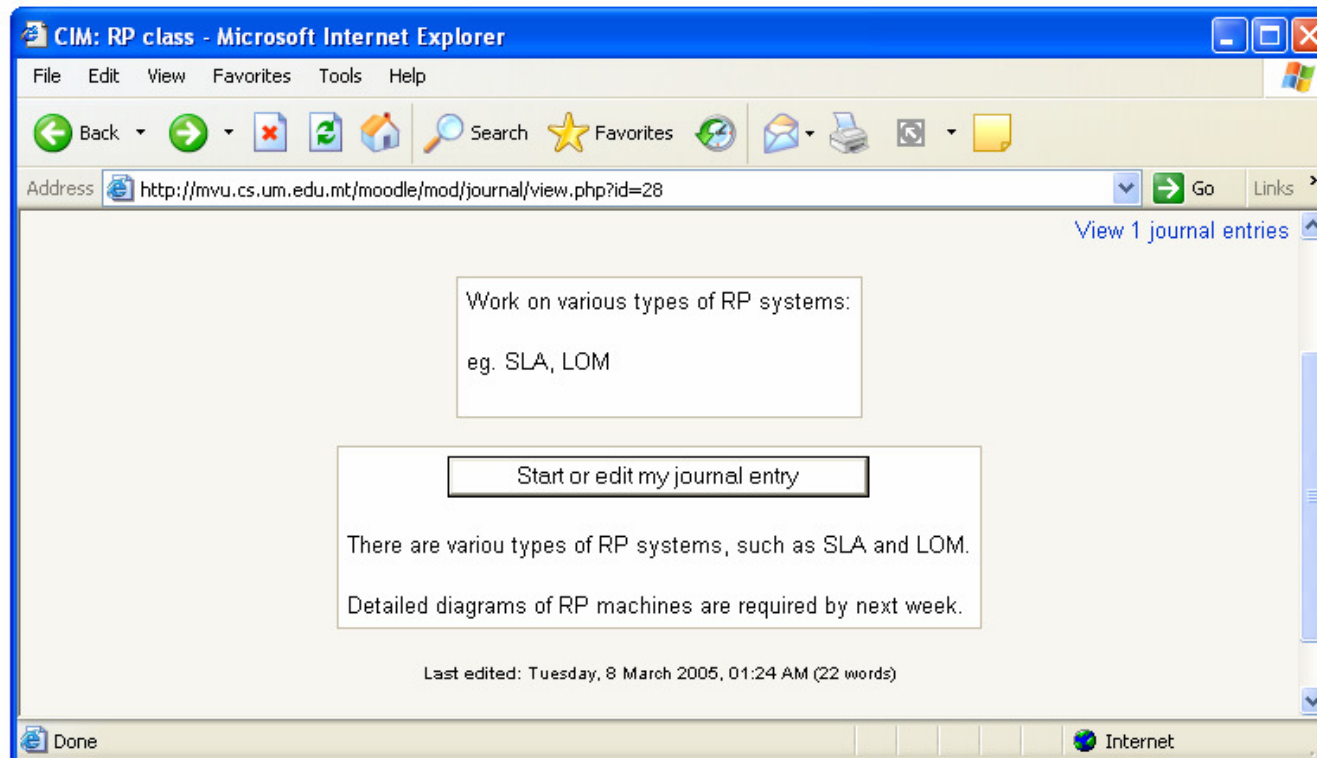 CIM: RP class - Microsoft Internet Explorer
File Edit View Favorites Tools Help
Back Search Favorites
Address http://mvu.cs.um.edu.mt/moodle/mod/journal/view.php?id=28 Go Links
View 1 journal entries
Work on various types of RP systems:
eg. SLA, LOM
Start or edit my journal entry
There are variou types of RP systems, such as SLA and LOM.
Detailed diagrams of RP machines are required by next week.
Last edited: Tuesday, 8 March 2005, 01:24 AM (22 words)
Done Internet